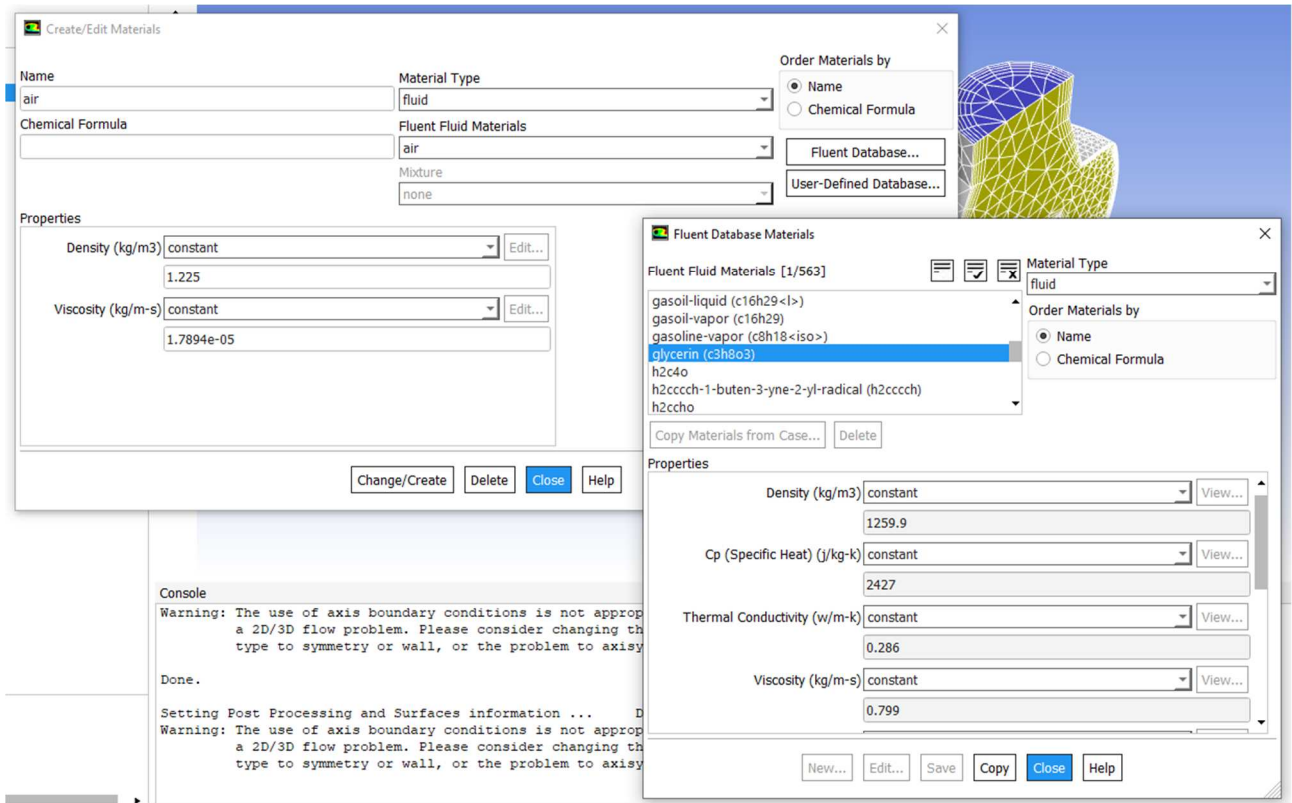 Create/Edit Materials
Name
air
Chemical Formula
Material Type
fluid
Fluent Fluid Materials
air
Mixture
none
Order Materials by
Name
Chemical Formula
Fluent Database...
User-Defined Database...
Properties
Density (kg/m3) constant Edit...
1.225
Viscosity (kg/m-s) constant Edit...
1.7894e-05
Change/Create Delete Close Help
Fluent Database Materials
Fluent Fluid Materials [1/563]
gasoil-liquid (c16h29<l>)
gasoil-vapor (c16h29)
gasoline-vapor (c8h18<iso>)
glycerin (c3h8o3)
h2c4o
h2cccch-1-buten-3-yne-2-yl-radical (h2cccch)
h2ccho
Material Type
fluid
Order Materials by
Name
Chemical Formula
Copy Materials from Case... Delete
Properties
Density (kg/m3) constant View...
1259.9
Cp (Specific Heat) (j/kg-k) constant View...
2427
Thermal Conductivity (w/m-k) constant View...
0.286
Viscosity (kg/m-s) constant View...
0.799
New... Edit... Save Copy Close Help
Console
Warning: The use of axis boundary conditions is not approp
a 2D/3D flow problem. Please consider changing th
type to symmetry or wall, or the problem to axisy
Done.
Setting Post Processing and Surfaces information ... D
Warning: The use of axis boundary conditions is not approp
a 2D/3D flow problem. Please consider changing th
type to symmetry or wall, or the problem to axisy